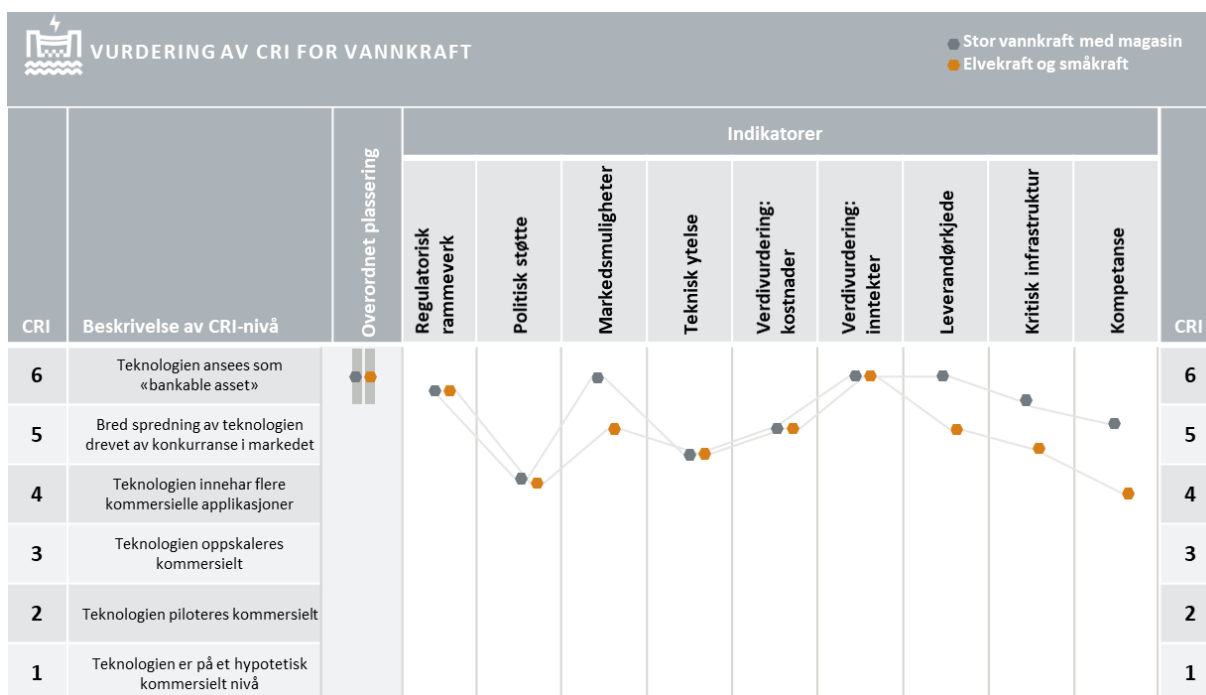 VURDERING AV CRI FOR VANNKRAFT
Stor vannkraft med magasin
Elvekraft og småkraft
Indikatorer
CRI
Beskrivelse av CRI-nivå
Overordnet plassering
Regulatorisk
rammeverk
Politisk støtte
Markedsmuligheter
Teknisk ytelse
Verdivurdering:
kostnader
Verdivurdering:
inntekter
Leverandørkjede
Kritisk infrastruktur
Kompetanse
CRI
6
Teknologien ansees som
«bankable asset»
6
5
Bred spredning av teknologien
drevet av konkurranse i markedet
5
4
Teknologien innehar flere
kommersielle applikasjoner
4
3
Teknologien oppskaleres
kommersielt
3
2
Teknologien piloteres kommersielt
2
1
Teknologien er på et hypotetisk
kommersielt nivå
1